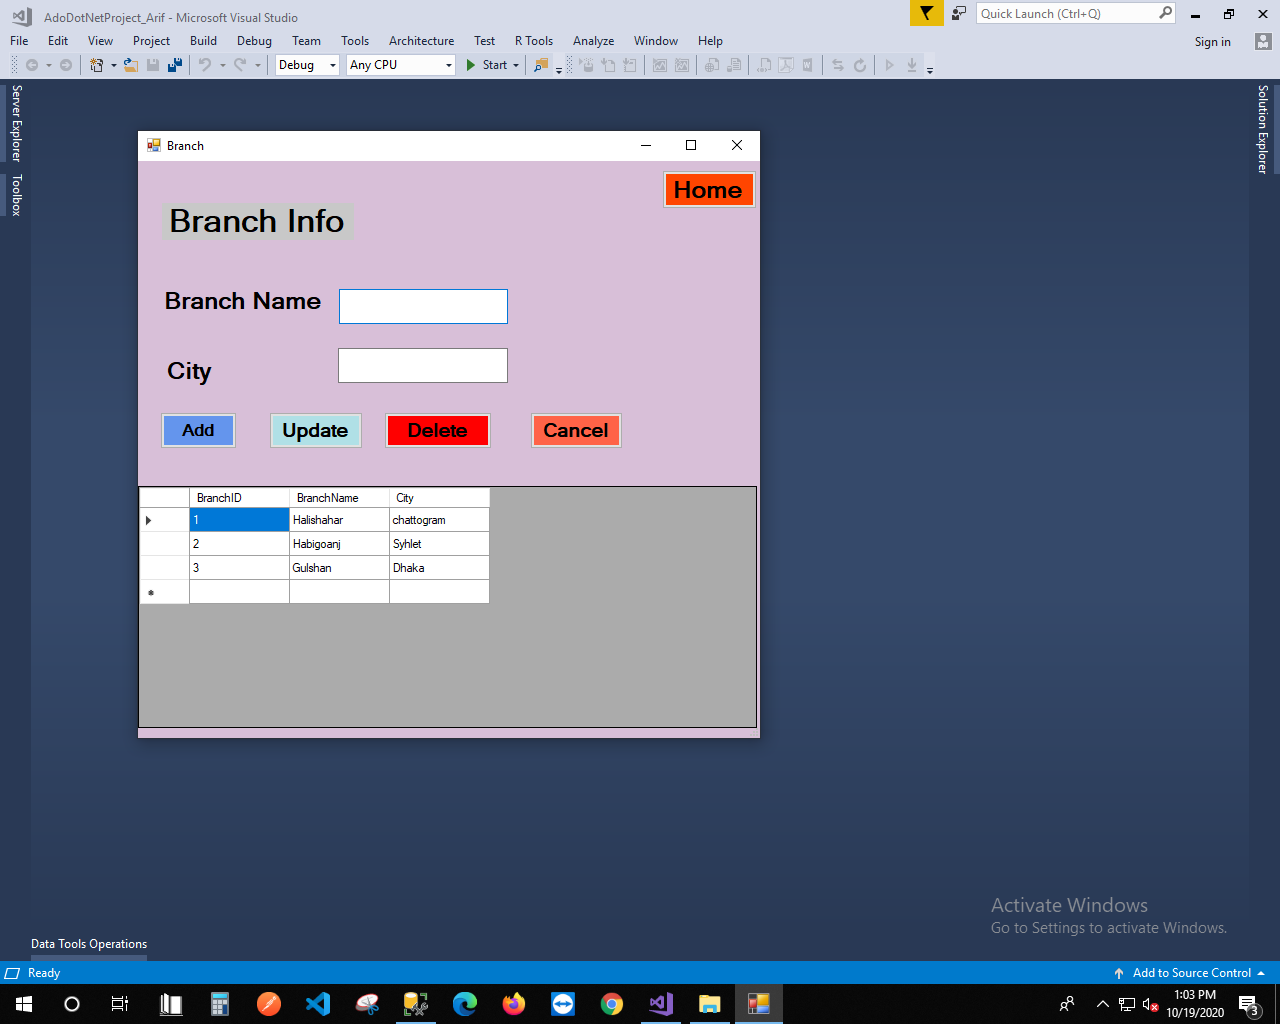 AdoDotNetProject_Arif - Microsoft Visual Studio
Quick Launch (Ctrl+Q)
File Edit View Project Build Debug Team Tools Architecture Test R Tools Analyze Window Help
Sign in
Debug Any CPU Start
Server Explorer
Toolbox
Solution Explorer
Branch
Home
Branch Info
Branch Name
City
Add Update Delete Cancel
BranchID BranchName City
1 Halishahar chattogram
2 Habigoanj Syhlet
3 Gulshan Dhaka
Activate Windows
Go to Settings to activate Windows.
Data Tools Operations
Ready
Add to Source Control
1:03 PM
10/19/2020
3